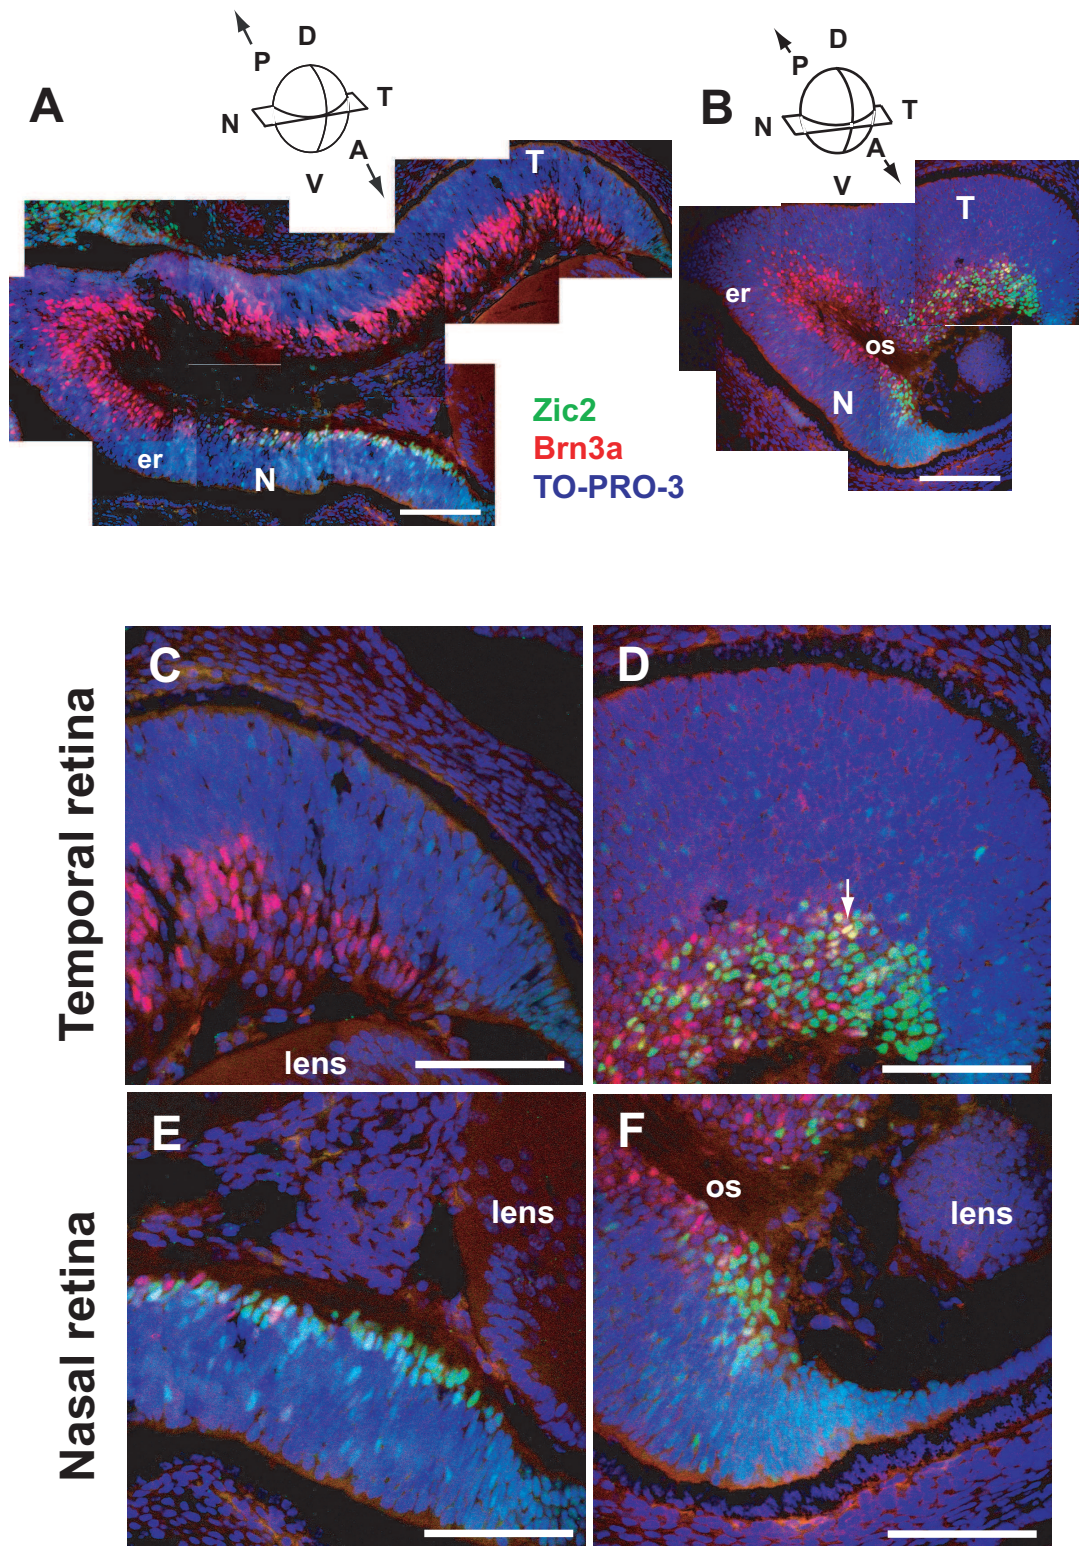 A
D
P
N
T
A
V
B
D
P
N
T
A
V
T
er
N
T
er
os
N
Zic2
Brn3a
TO-PRO-3
Temporal retina
C
lens
D
Nasal retina
E
lens
F
os
lens